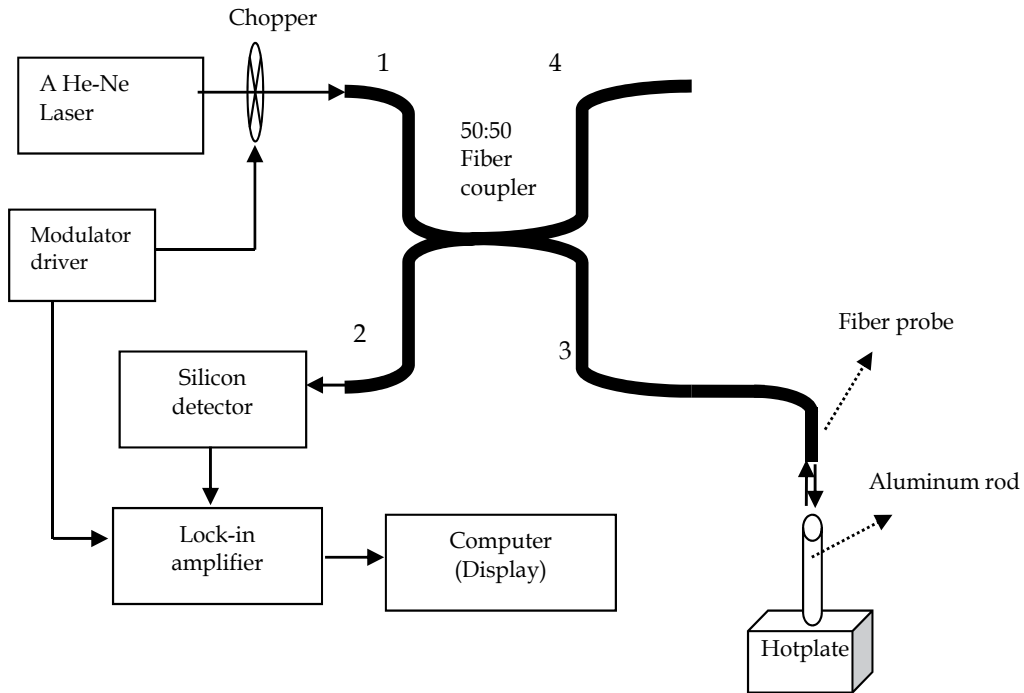 Chopper
A He-Ne
Laser
1
4
50:50
Fiber
coupler
Modulator
driver
2
3
Fiber probe
Silicon
detector
Aluminum rod
Lock-in
amplifier
Computer
(Display)
Hotplate